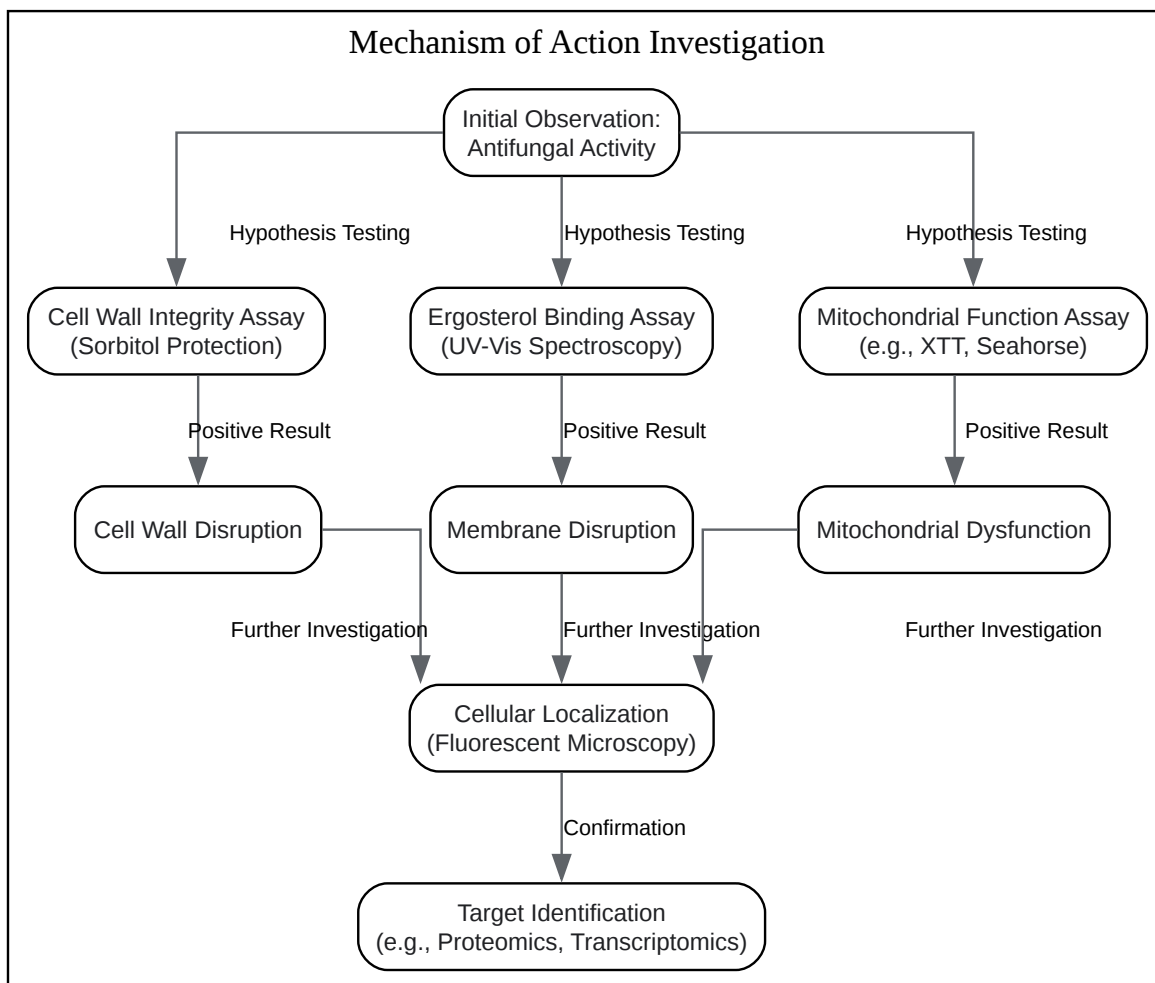 Mechanism of Action Investigation
Initial Observation:
Antifungal Activity
Hypothesis Testing
Hypothesis Testing
Hypothesis Testing
Cell Wall Integrity Assay
(Sorbitol Protection)
Ergosterol Binding Assay
(UV-Vis Spectroscopy)
Mitochondrial Function Assay
(e.g., XTT, Seahorse)
Positive Result
Positive Result
Positive Result
Cell Wall Disruption
Membrane Disruption
Mitochondrial Dysfunction
Further Investigation
Further Investigation
Further Investigation
Cellular Localization
(Fluorescent Microscopy)
Confirmation
Target Identification
(e.g., Proteomics, Transcriptomics)